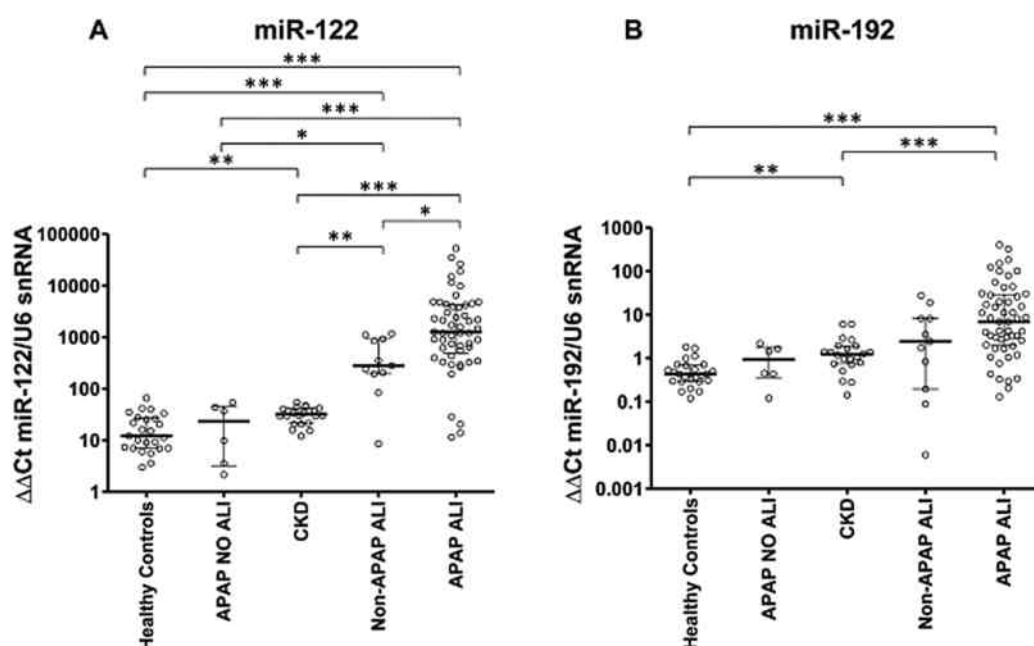 A miR-122
***
***
***
*
**
***
*
**
ΔΔCt miR-122/U6 snRNA
100000
10000
1000
100
10
1
Healthy Controls
APAP NO ALI
CKD
Non-APAP ALI
APAP ALI
B miR-192
***
***
**
ΔΔCt miR-192/U6 snRNA
1000
100
10
1
0.1
0.01
0.001
Healthy Controls
APAP NO ALI
CKD
Non-APAP ALI
APAP ALI